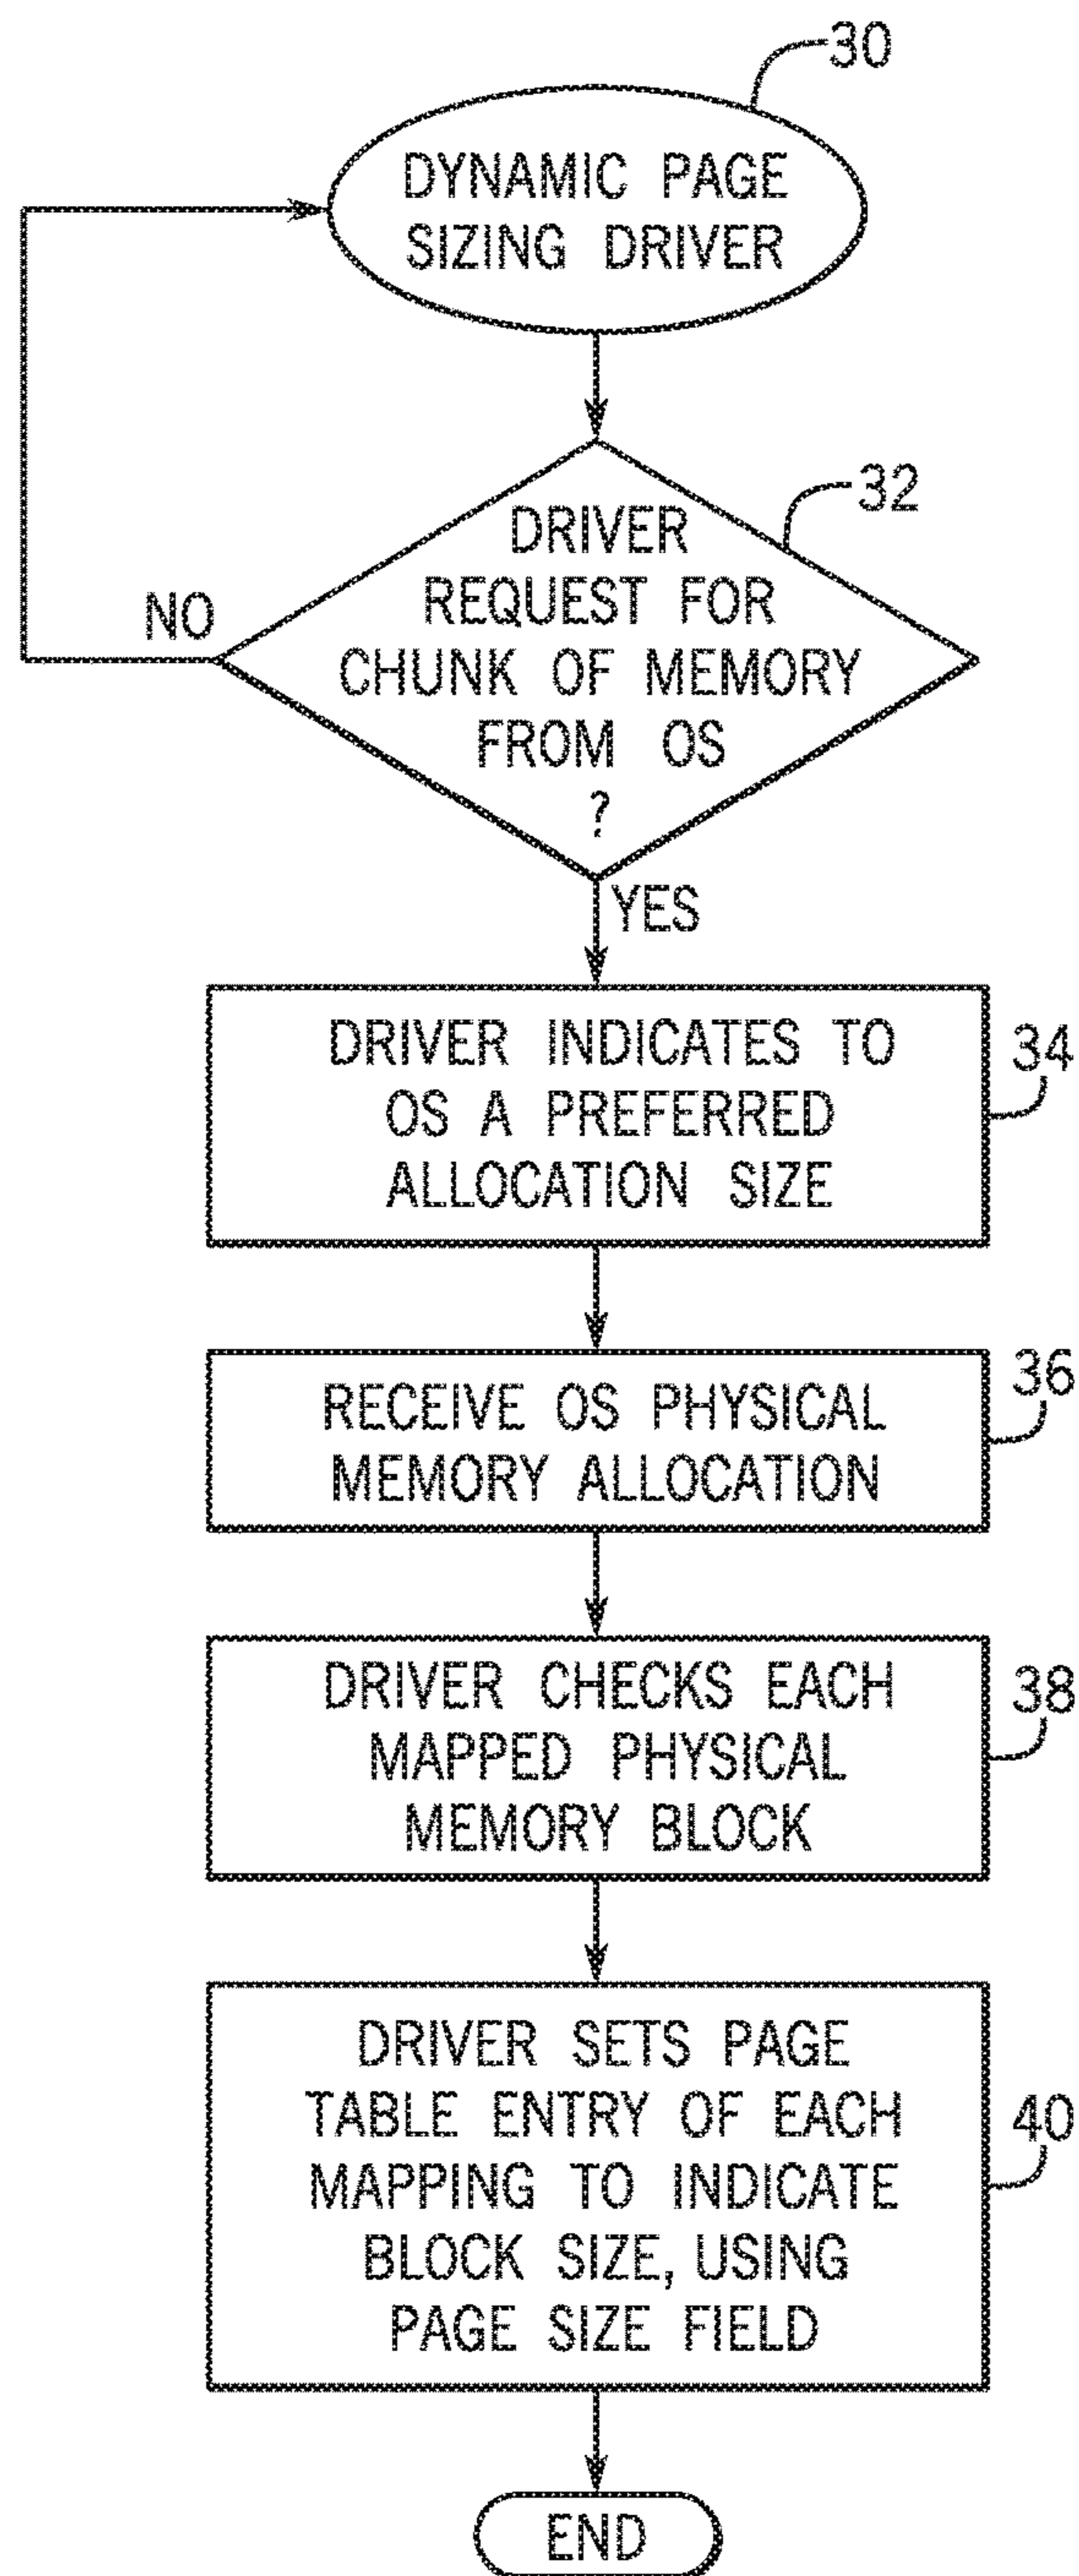 30
DYNAMIC PAGE
SIZING DRIVER
32
DRIVER
REQUEST FOR
CHUNK OF MEMORY
FROM OS
?
NO
YES
DRIVER INDICATES TO
OS A PREFERRED
ALLOCATION SIZE
34
RECEIVE OS PHYSICAL
MEMORY ALLOCATION
36
DRIVER CHECKS EACH
MAPPED PHYSICAL
MEMORY BLOCK
38
DRIVER SETS PAGE
TABLE ENTRY OF EACH
MAPPING TO INDICATE
BLOCK SIZE, USING
PAGE SIZE FIELD
40
END